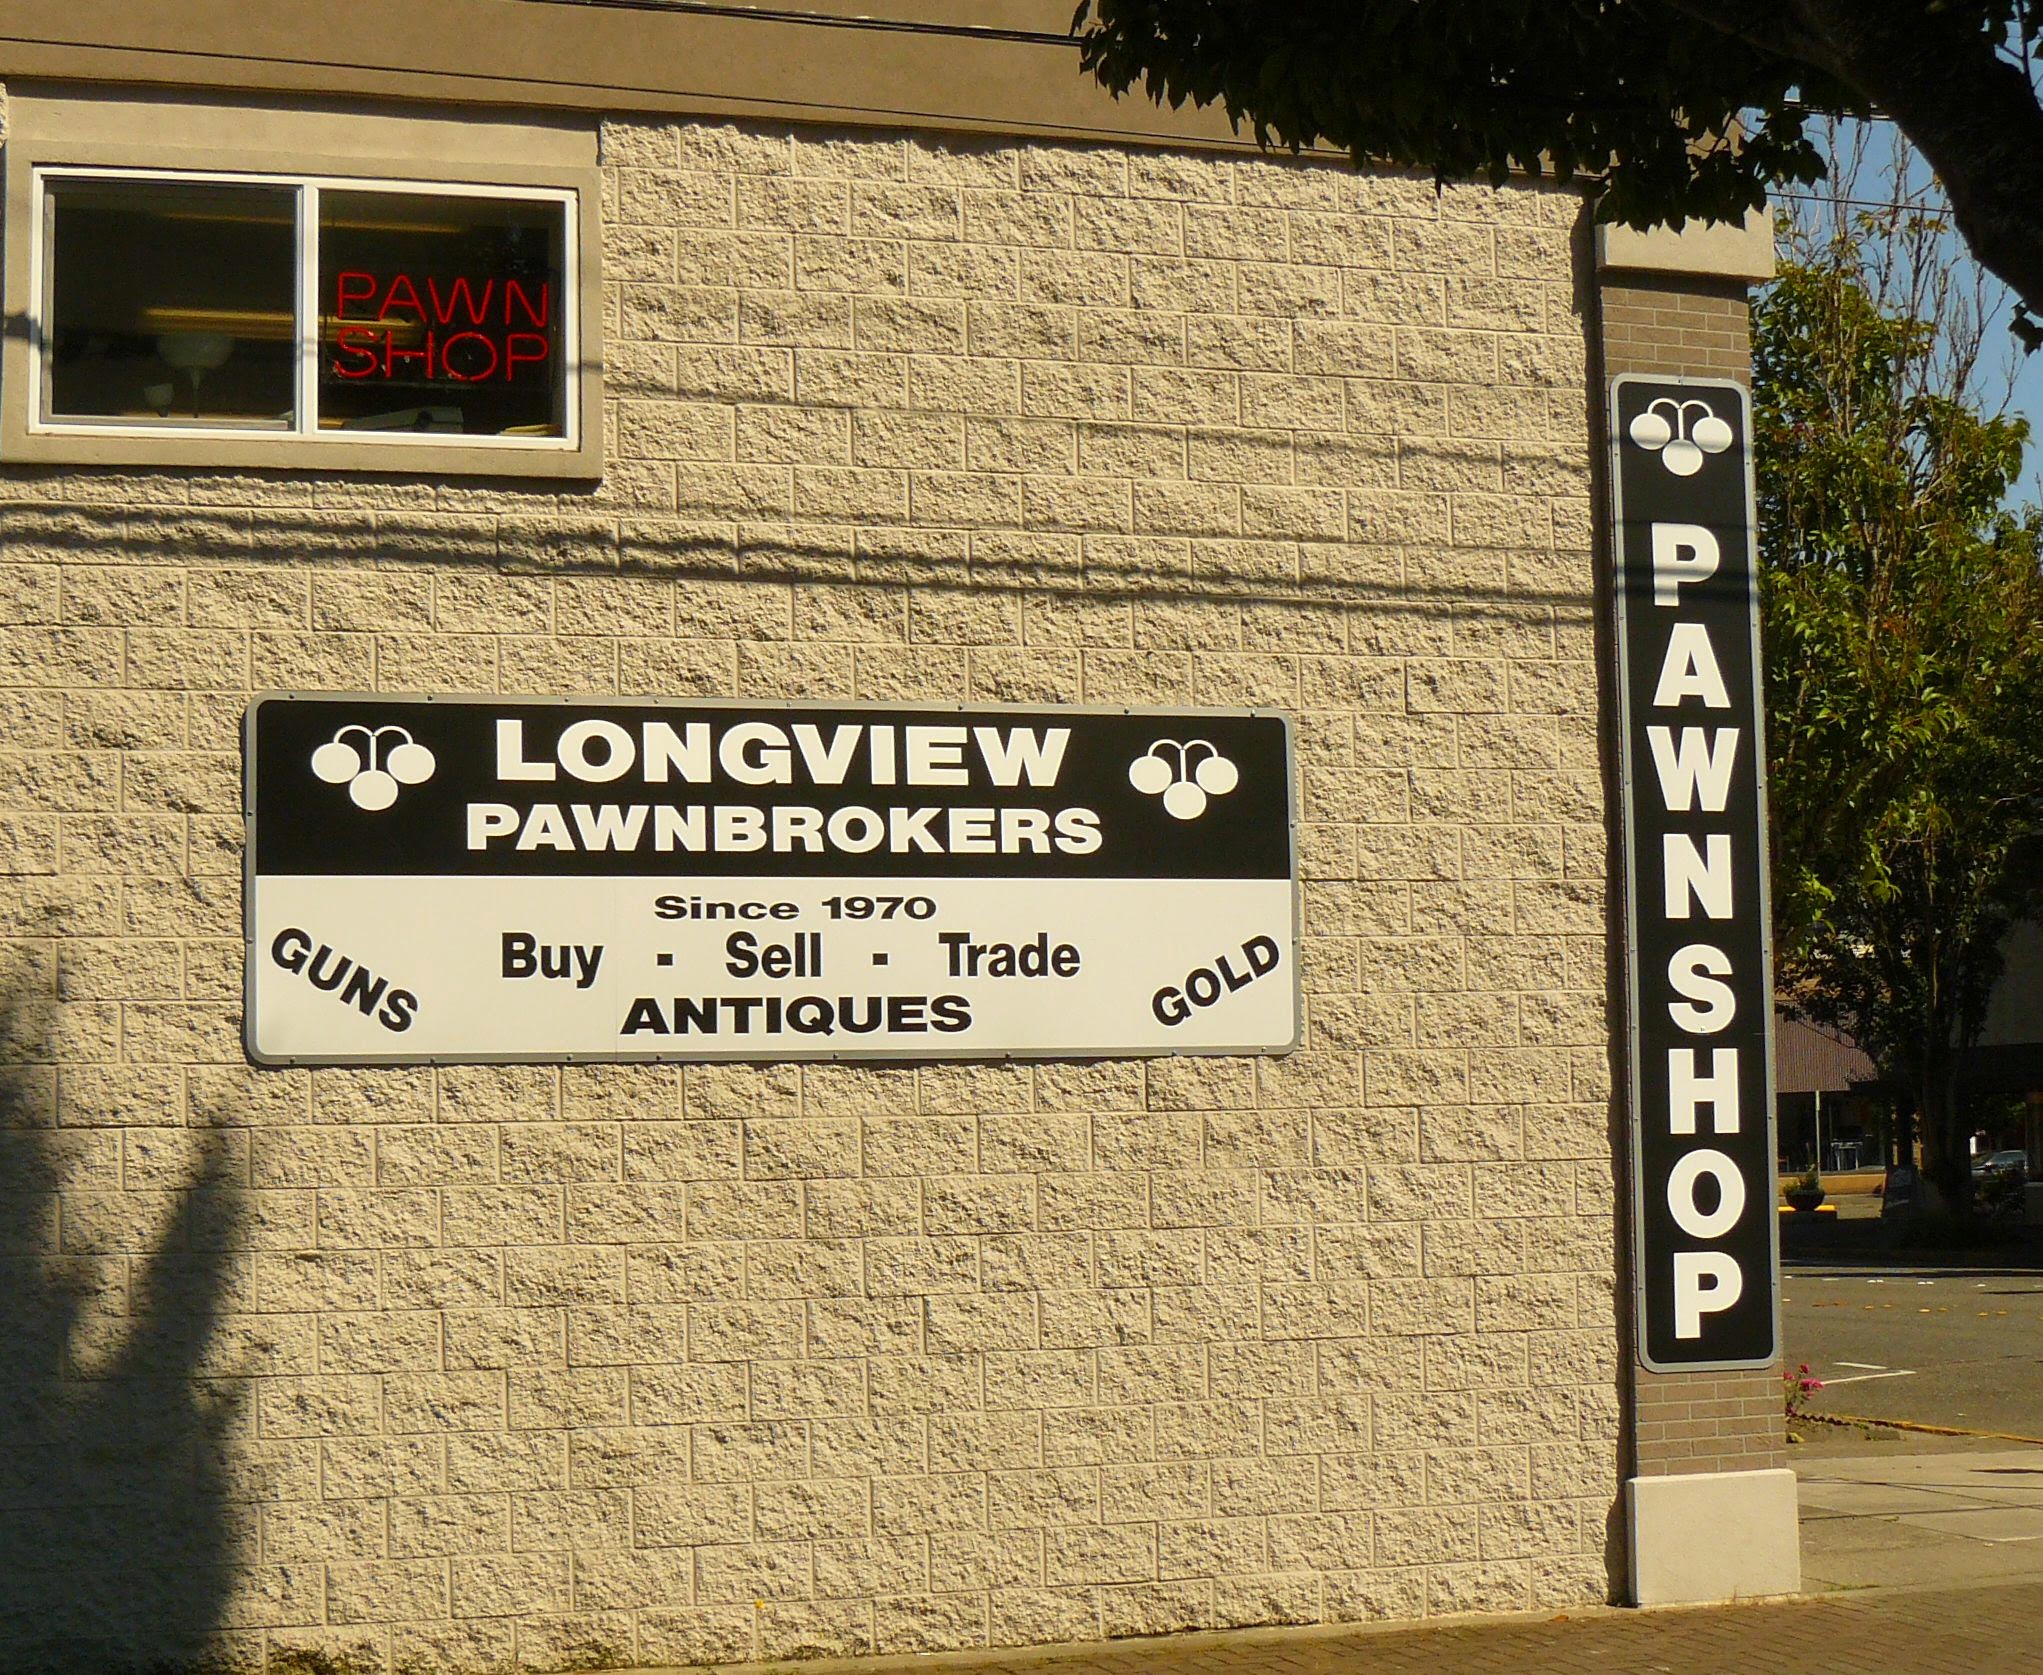 PAWN
SHOP
LONGVIEW
PAWNBROKERS
Since 1970
Buy - Sell - Trade
GUNS
ANTIQUES
GOLD
PAWN SHOP